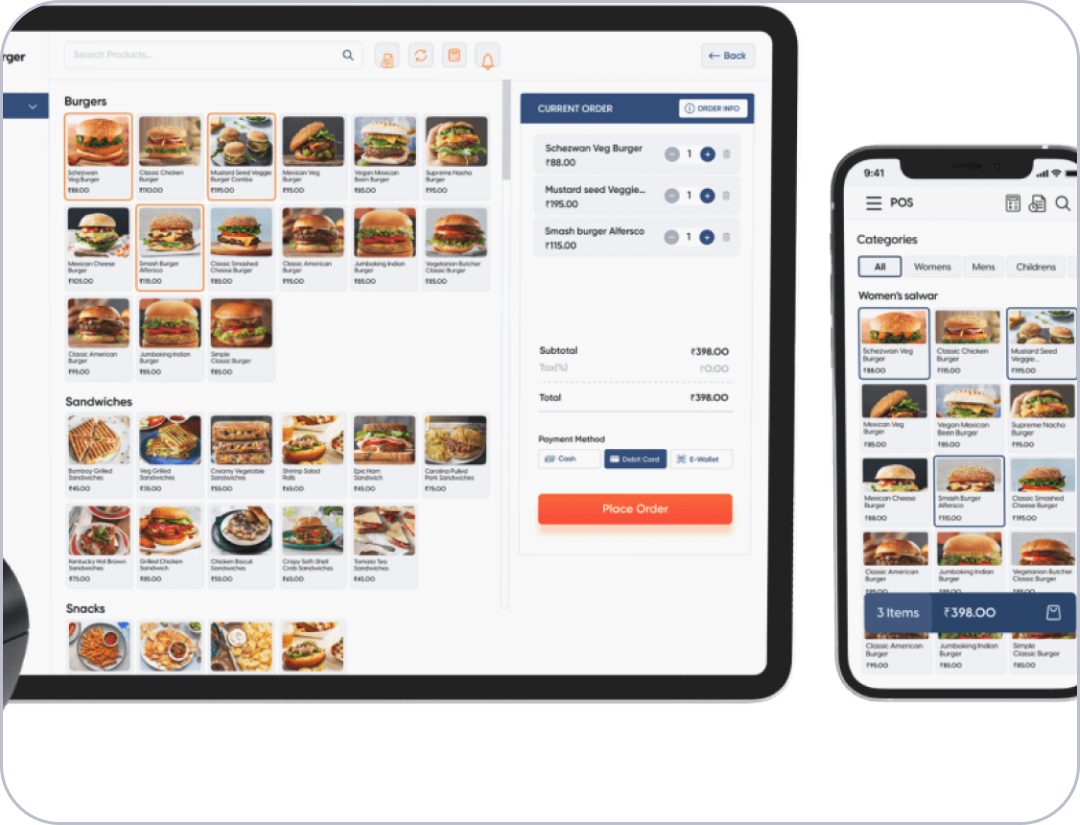 rger
Search Products...
Back
Burgers
Schezwan
Veg Burger
₹88.00
Classic Chicken
Burger
₹110.00
Mustard Seed Veggie
Burger Combo
₹195.00
Mexican Veg
Burger
₹95.00
Vegan Mexican
Been Burger
₹85.00
Supreme Nacho
Burger
₹95.00
Mexican Cheese
Burger
₹105.00
Smash Burger
Alfersco
₹115.00
Classic Smashed
Cheese Burger
₹85.00
Classic American
Burger
₹95.00
Jumboking Indian
Burger
₹85.00
Vegetarian Butcher
Classic Burger
₹85.00
Classic American
Burger
₹95.00
Jumboking Indian
Burger
₹85.00
Simple
Classic Burger
₹85.00
Sandwiches
Bombay Grilled
Sandwiches
₹45.00
Veg Grilled
Sandwiches
₹35.00
Creamy Vegetable
Sandwiches
₹55.00
Shrimp Salad
Rolls
₹65.00
Epic Ham
Sandwich
₹45.00
Carolina Pulled
Pork Sandwiches
₹75.00
Kentucky Hot Brown
Sandwiches
₹75.00
Grilled Chicken
Sandwich
₹85.00
Chicken Biscuit
Sandwiches
₹55.00
Crispy Soft-Shell
Crab Sandwiches
₹65.00
Tomato Tea
Sandwiches
₹45.00
Snacks
CURRENT ORDER
ORDER INFO
Schezwan Veg Burger
₹88.00
1
Mustard seed Veggie...
₹195.00
1
Smash burger Alfersco
₹115.00
1
Subtotal ₹398.00
Tax(%) ₹0.00
Total ₹398.00
Payment Method
Cash
Debit Card
E-Wallet
Place Order
9:41
POS
Categories
All Womens Mens Childrens
Women's salwar
Schezwan Veg
Burger
₹88.00
Classic Chicken
Burger
₹115.00
Mustard Seed
Veggie...
₹195.00
Mexican Veg
Burger
₹85.00
Vegan Mexican
Been Burger
₹85.00
Supreme Nacho
Burger
₹95.00
Mexican Cheese
Burger
₹88.00
Smash Burger
Alfersco
₹115.00
Classic Smashed
Cheese Burger
₹195.00
Classic American
Burger
Jumboking Indian
Burger
Vegetarian Butcher
Classic Burger
3 Items ₹398.00
Classic American
Burger
₹95.00
Jumboking Indian
Burger
₹85.00
Simple
Classic Burger
₹85.00